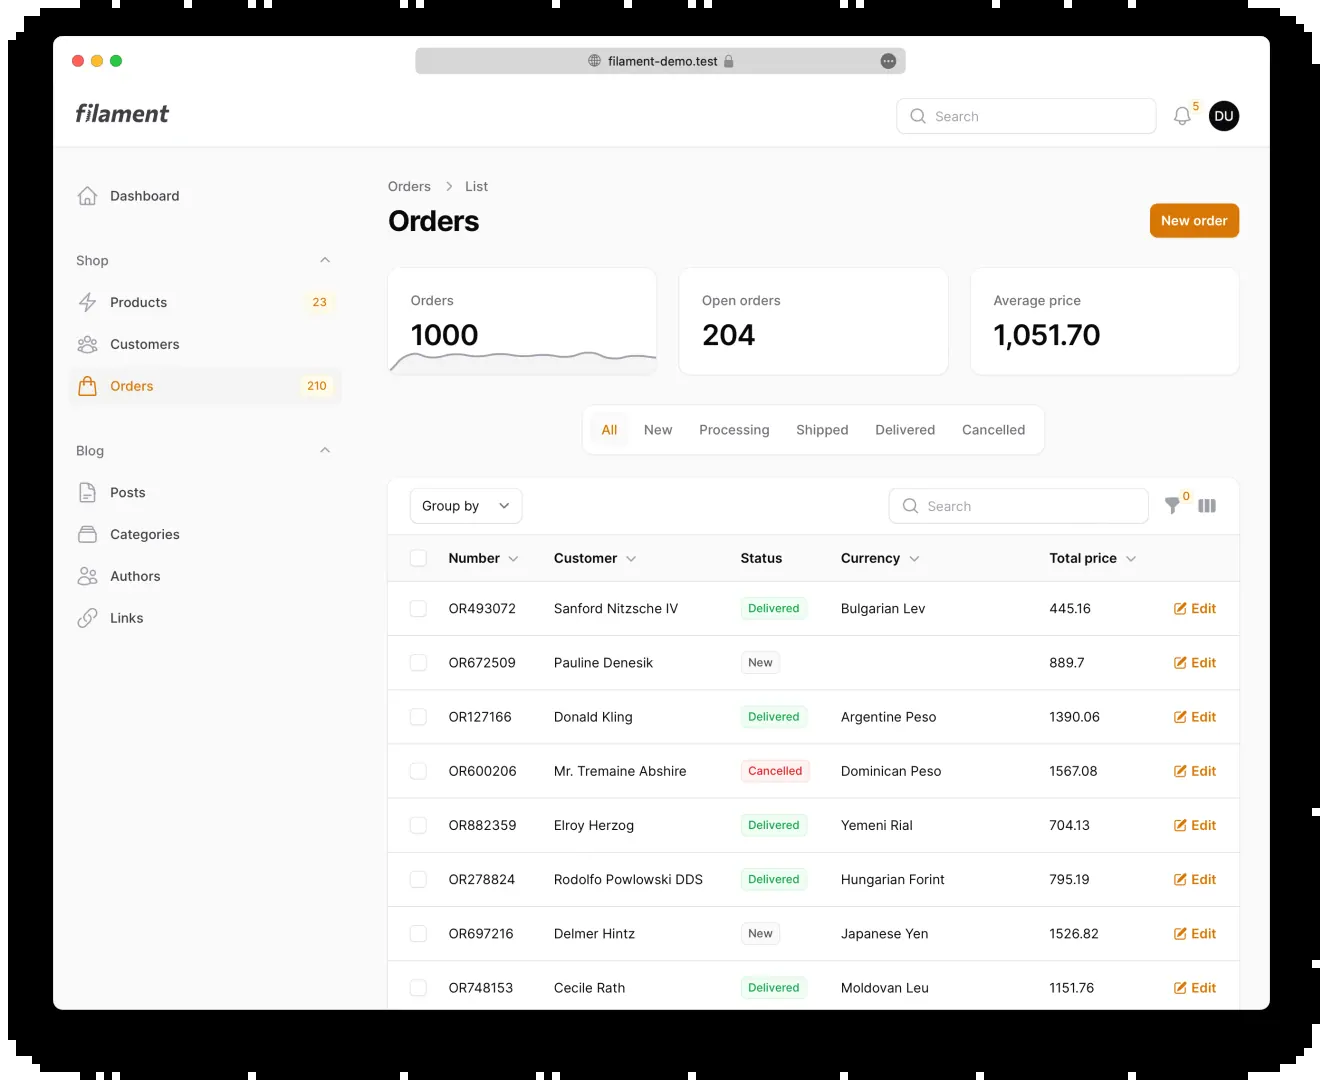 filament-demo.test
filament
Search
5
DU
Dashboard
Shop
Products 23
Customers
Orders 210
Blog
Posts
Categories
Authors
Links
Orders > List
Orders
New order
Orders
1000
Open orders
204
Average price
1,051.70
All New Processing Shipped Delivered Cancelled
Group by
Search
0
Number Customer Status Currency Total price
OR493072 Sanford Nitzsche IV Delivered Bulgarian Lev 445.16 Edit
OR672509 Pauline Denesik New 889.7 Edit
OR127166 Donald Kling Delivered Argentine Peso 1390.06 Edit
OR600206 Mr. Tremaine Abshire Cancelled Dominican Peso 1567.08 Edit
OR882359 Elroy Herzog Delivered Yemeni Rial 704.13 Edit
OR278824 Rodolfo Powlowski DDS Delivered Hungarian Forint 795.19 Edit
OR697216 Delmer Hintz New Japanese Yen 1526.82 Edit
OR748153 Cecile Rath Delivered Moldovan Leu 1151.76 Edit